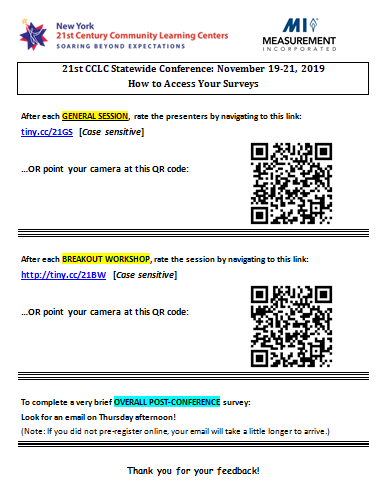 New York
21st Century Community Learning Centers
SOARING BEYOND EXPECTATIONS
MI
MEASUREMENT
INCORPORATED
21st CCLC Statewide Conference: November 19-21, 2019
How to Access Your Surveys
After each GENERAL SESSION, rate the presenters by navigating to this link:
tiny.cc/21GS [Case sensitive]
...OR point your camera at this QR code:
After each BREAKOUT WORKSHOP, rate the session by navigating to this link:
http://tiny.cc/21BW [Case sensitive]
...OR point your camera at this QR code:
To complete a very brief OVERALL POST-CONFERENCE survey:
Look for an email on Thursday afternoon!
(Note: If you did not pre-register online, your email will take a little longer to arrive.)
Thank you for your feedback!